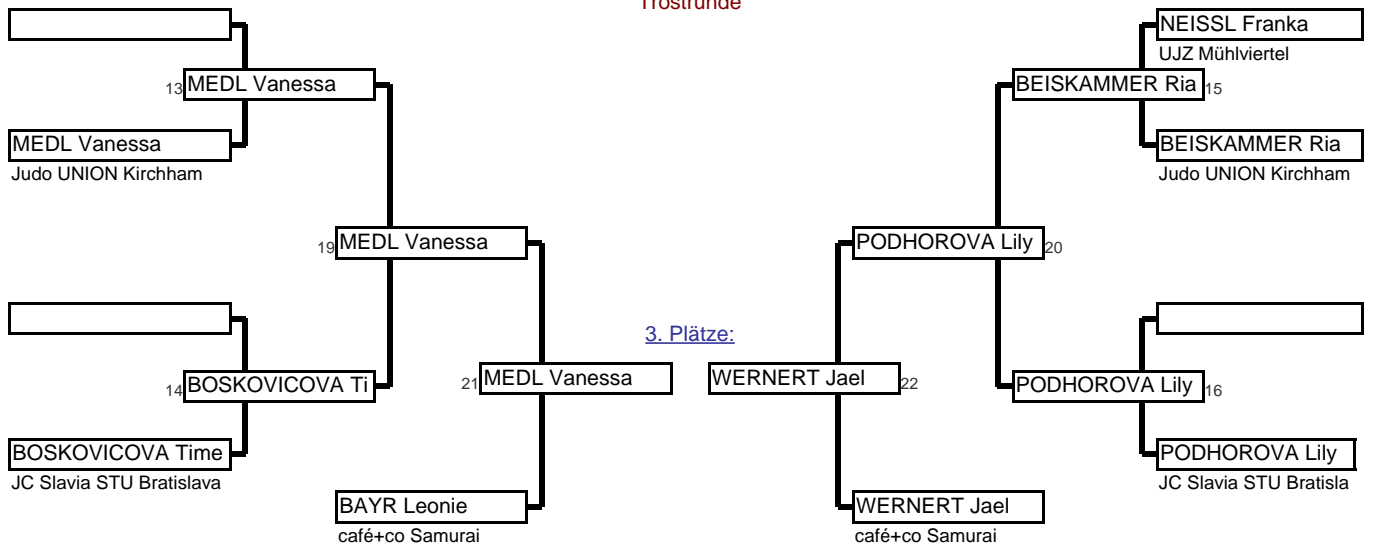 Trostrunde
NEISSL Franka
UJZ Mühlviertel
13 MEDL Vanessa
BEISKAMMER Ria 15
MEDL Vanessa
Judo UNION Kirchham
BEISKAMMER Ria
Judo UNION Kirchham
19 MEDL Vanessa
PODHOROVA Lily 20
3. Plätze:
14 BOSKOVICOVA Ti
21 MEDL Vanessa
WERNERT Jael 22
PODHOROVA Lily 16
BOSKOVICOVA Time
JC Slavia STU Bratislava
PODHOROVA Lily
JC Slavia STU Bratisla
BAYR Leonie
café+co Samurai
WERNERT Jael
café+co Samurai